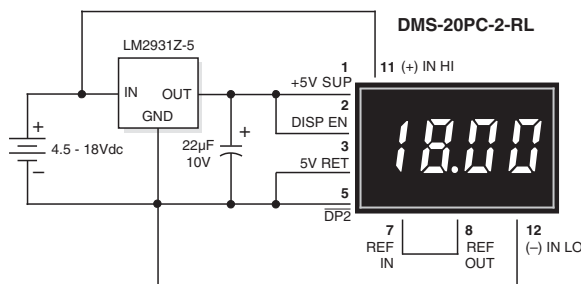 DMS-20PC-2-RL
LM2931Z-5
IN
OUT
GND
+
4.5 - 18Vdc
−
22µF
10V
+
1
+5V SUP
2
DISP EN
3
5V RET
5
DP2
11 (+) IN HI
18.00
7
REF
IN
8
REF
OUT
12
(–) IN LO